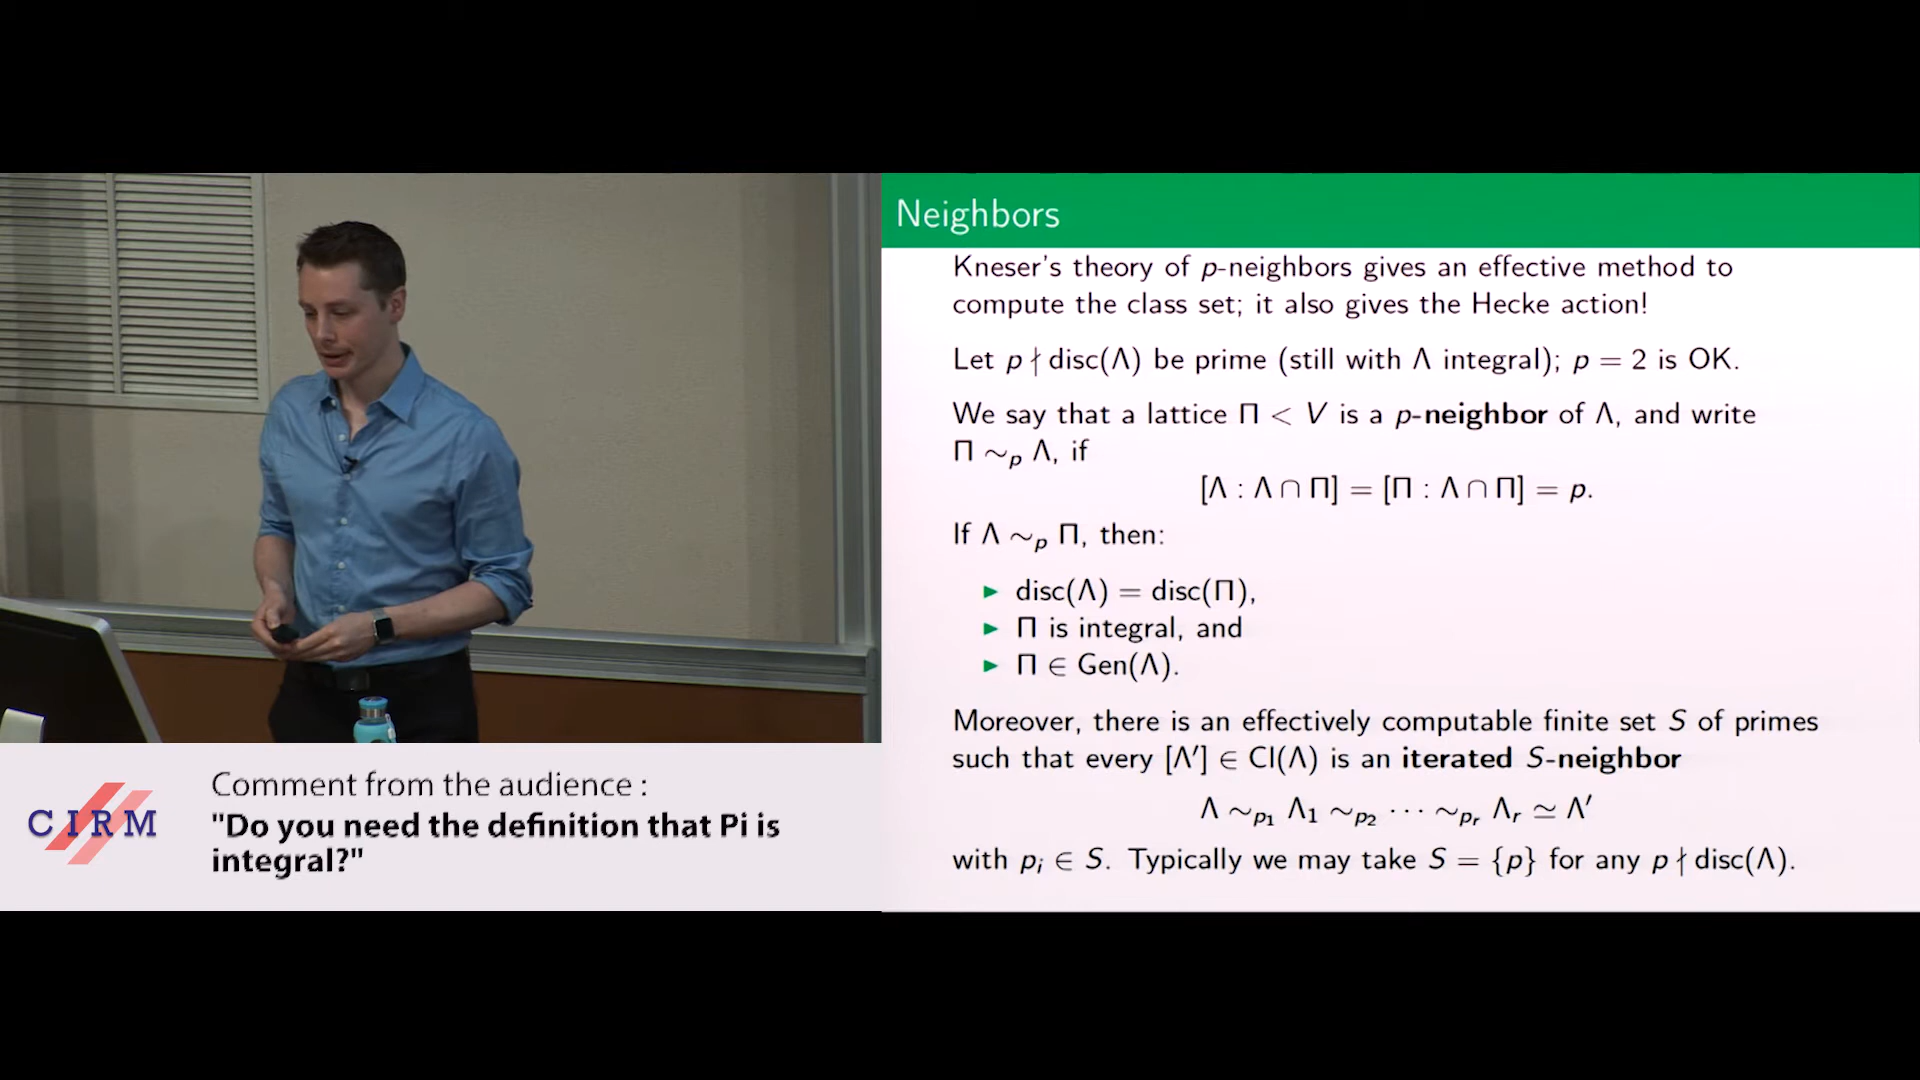 Neighbors
Kneser's theory of p-neighbors gives an effective method to
compute the class set; it also gives the Hecke action!
Let p ∤ disc(Λ) be prime (still with Λ integral); p = 2 is OK.
We say that a lattice Π < V is a p-neighbor of Λ, and write
Π ∼ₚ Λ, if
[Λ : Λ ∩ Π] = [Π : Λ ∩ Π] = p.
If Λ ∼ₚ Π, then:
► disc(Λ) = disc(Π),
► Π is integral, and
► Π ∈ Gen(Λ).
Moreover, there is an effectively computable finite set S of primes
such that every [Λ′] ∈ Cl(Λ) is an iterated S-neighbor
Λ ∼p₁ Λ₁ ∼p₂ ⋯ ∼pᵣ Λᵣ ≃ Λ′
with pᵢ ∈ S. Typically we may take S = {p} for any p ∤ disc(Λ).
CIRM
Comment from the audience :
"Do you need the definition that Pi is
integral?"